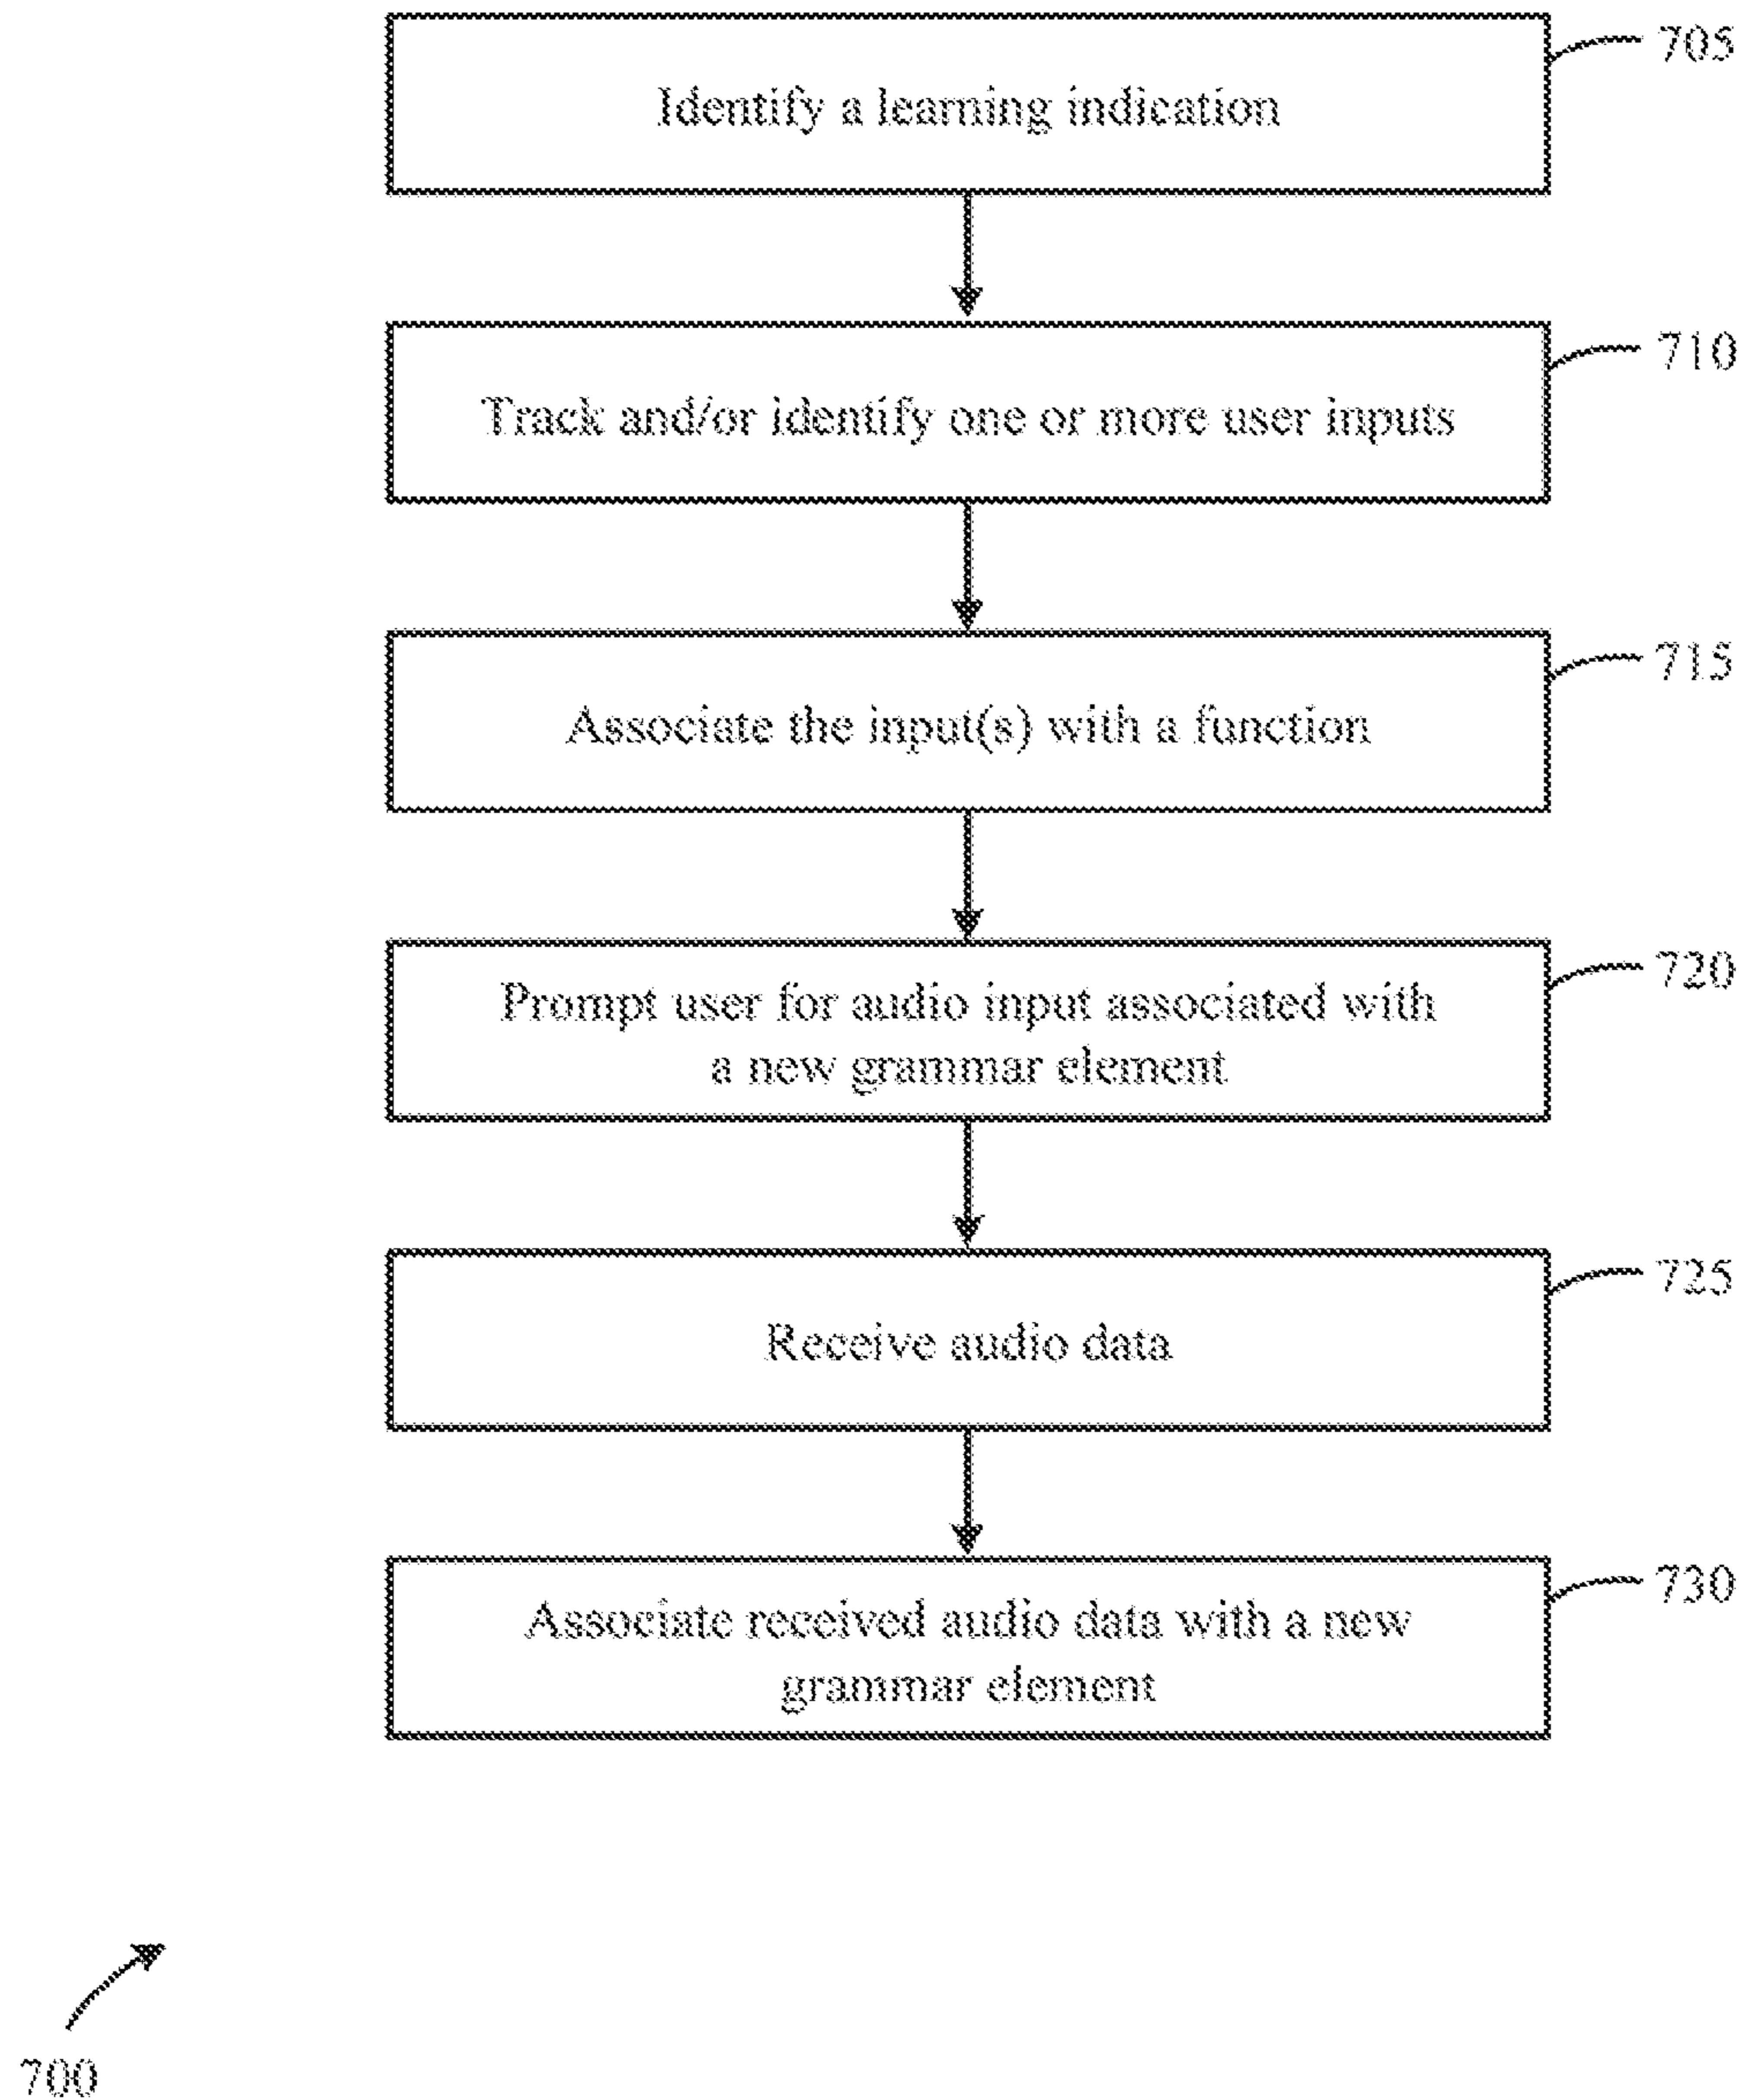 705
Identify a learning indication
710
Track and/or identify one or more user inputs
715
Associate the input(s) with a function
720
Prompt user for audio input associated with
a new grammar element
725
Receive audio data
730
Associate received audio data with a new
grammar element
700